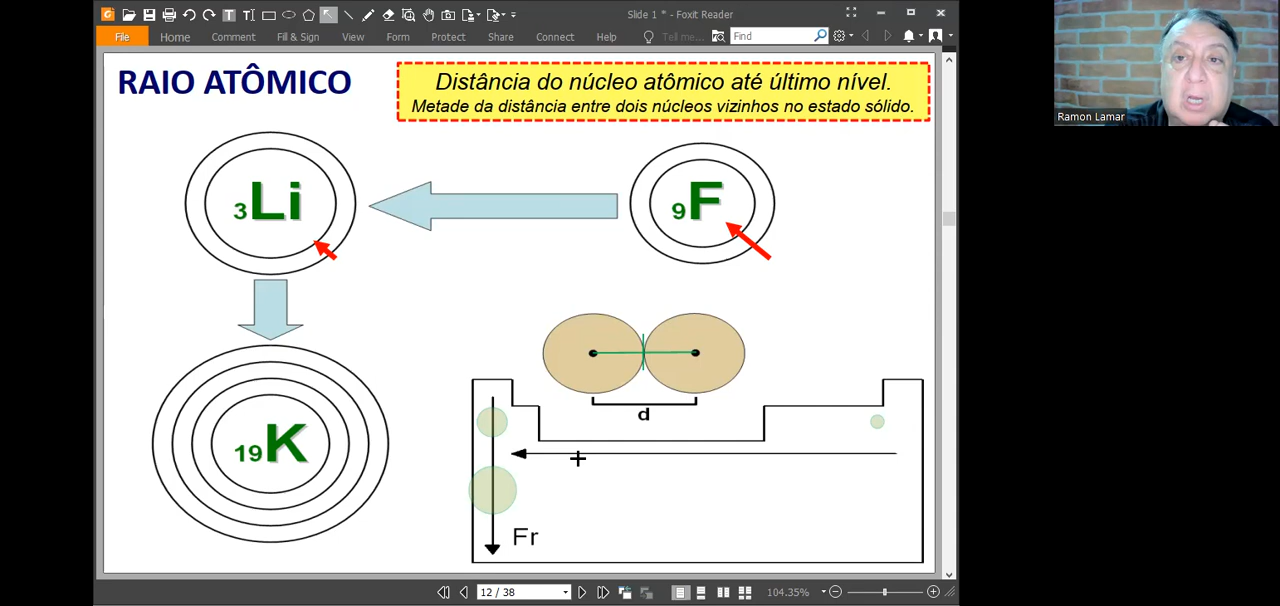 Slide 1 * - Foxit Reader
File Home Comment Fill & Sign View Form Protect Share Connect Help Tell me... Find
RAIO ATÔMICO
Distância do núcleo atômico até último nível.
Metade da distância entre dois núcleos vizinhos no estado sólido.
3Li
9F
19K
d
Fr
12 / 38
104.35%
Ramon Lamar